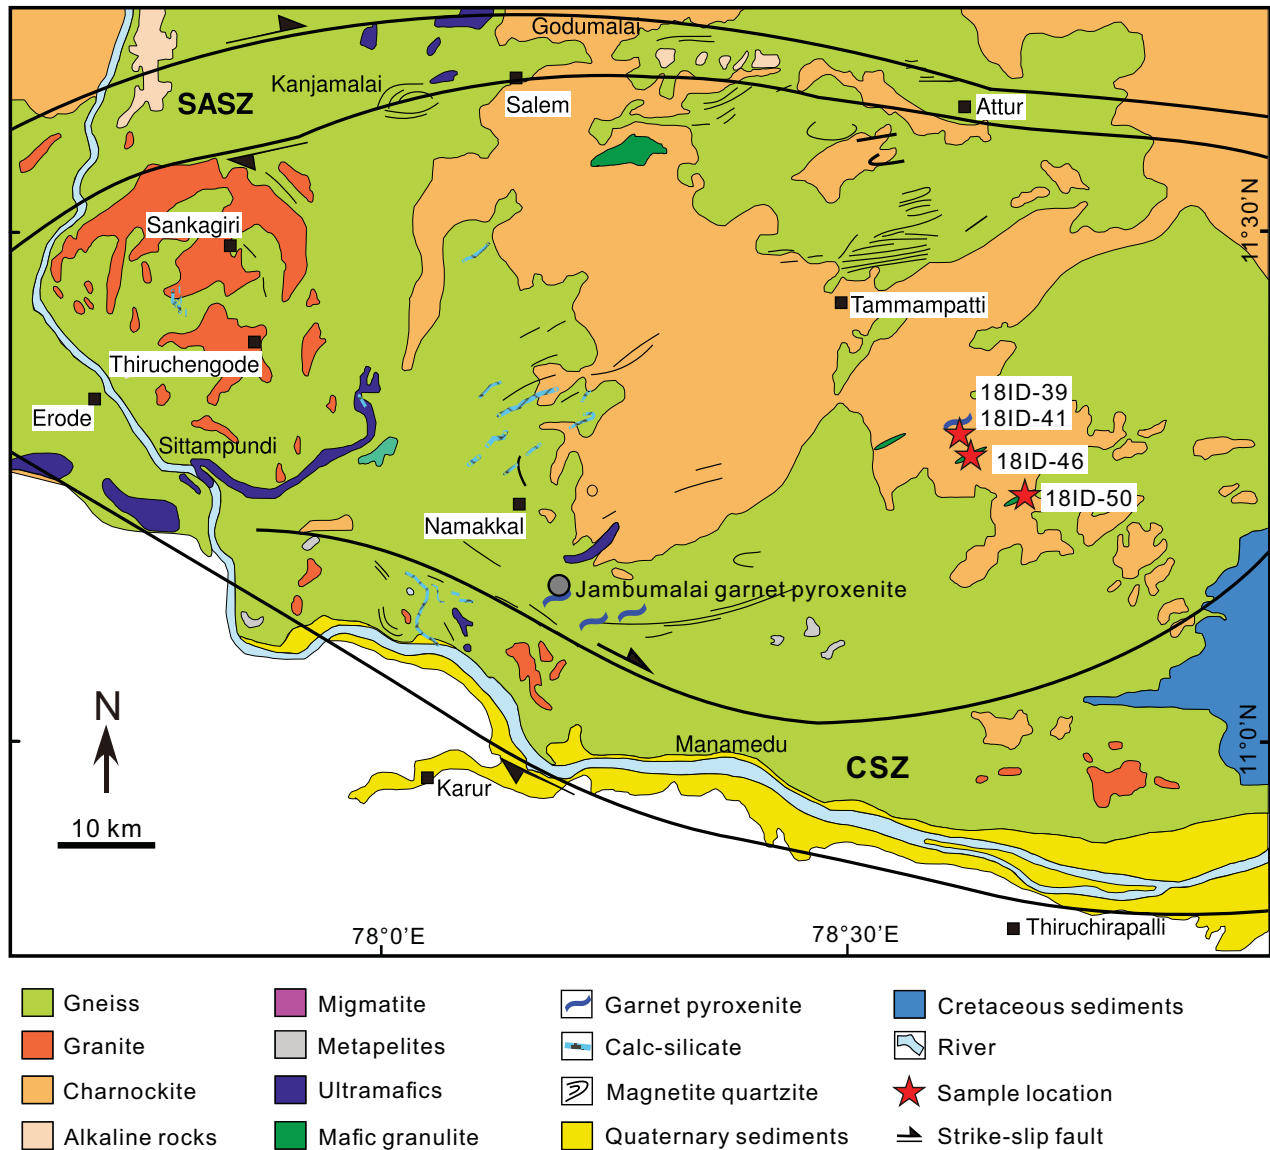 Godumalai
Kanjamalai
SASZ
Salem
Attur
11°30’N
Sankagiri
Tammampatti
Thiruchengode
18ID-39
18ID-41
Erode
Sittampundi
18ID-46
18ID-50
Namakkal
Jambumalai garnet pyroxenite
N
Manamedu
CSZ
11°0’N
Karur
10 km
78°0’E
78°30’E
Thiruchirapalli
Gneiss
Migmatite
Garnet pyroxenite
Cretaceous sediments
Granite
Metapelites
Calc-silicate
River
Charnockite
Ultramafics
Magnetite quartzite
Sample location
Alkaline rocks
Mafic granulite
Quaternary sediments
Strike-slip fault